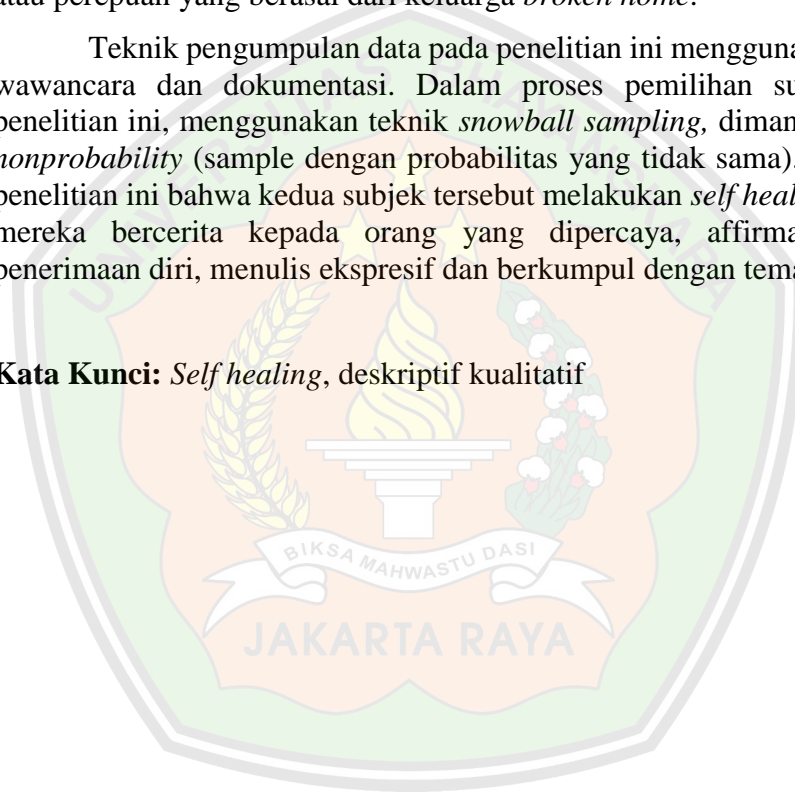 atau perepuan yang berasal dari keluarga broken home.
Teknik pengumpulan data pada penelitian ini mengguna
wawancara dan dokumentasi. Dalam proses pemilihan su
penelitian ini, menggunakan teknik snowball sampling, diman
nonprobability (sample dengan probabilitas yang tidak sama).
penelitian ini bahwa kedua subjek tersebut melakukan self heal
mereka bercerita kepada orang yang dipercaya, affirma
penerimaan diri, menulis ekspresif dan berkumpul dengan tema
Kata Kunci: Self healing, deskriptif kualitatif
BIKSA MAHWASTU DASI
JAKARTA RAYA